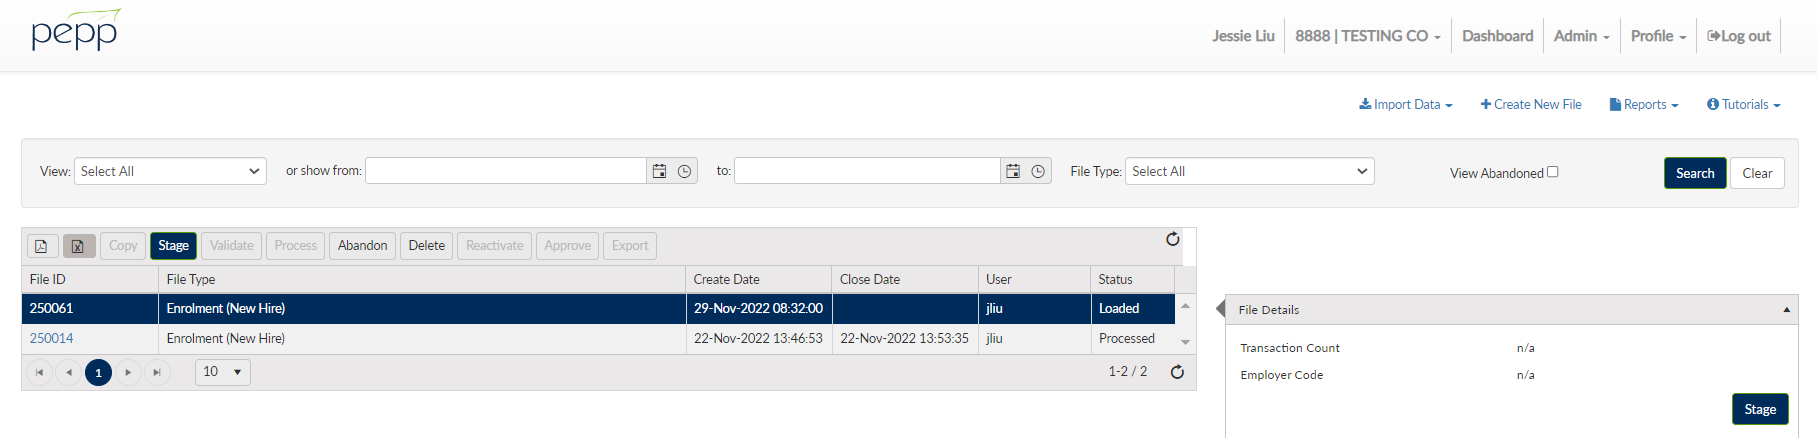 pepp
Jessie Liu 8888 | TESTING CO Dashboard Admin Profile Log out
Import Data Create New File Reports Tutorials
View: Select All or show from: to: File Type: Select All View Abandoned Search Clear
Copy Stage Validate Process Abandon Delete Reactivate Approve Export
File ID File Type Create Date Close Date User Status
250061 Enrolment (New Hire) 29-Nov-2022 08:32:00 jliu Loaded
250014 Enrolment (New Hire) 22-Nov-2022 13:46:53 22-Nov-2022 13:53:35 jliu Processed
1 10 1-2 / 2
File Details
Transaction Count n/a
Employer Code n/a
Stage